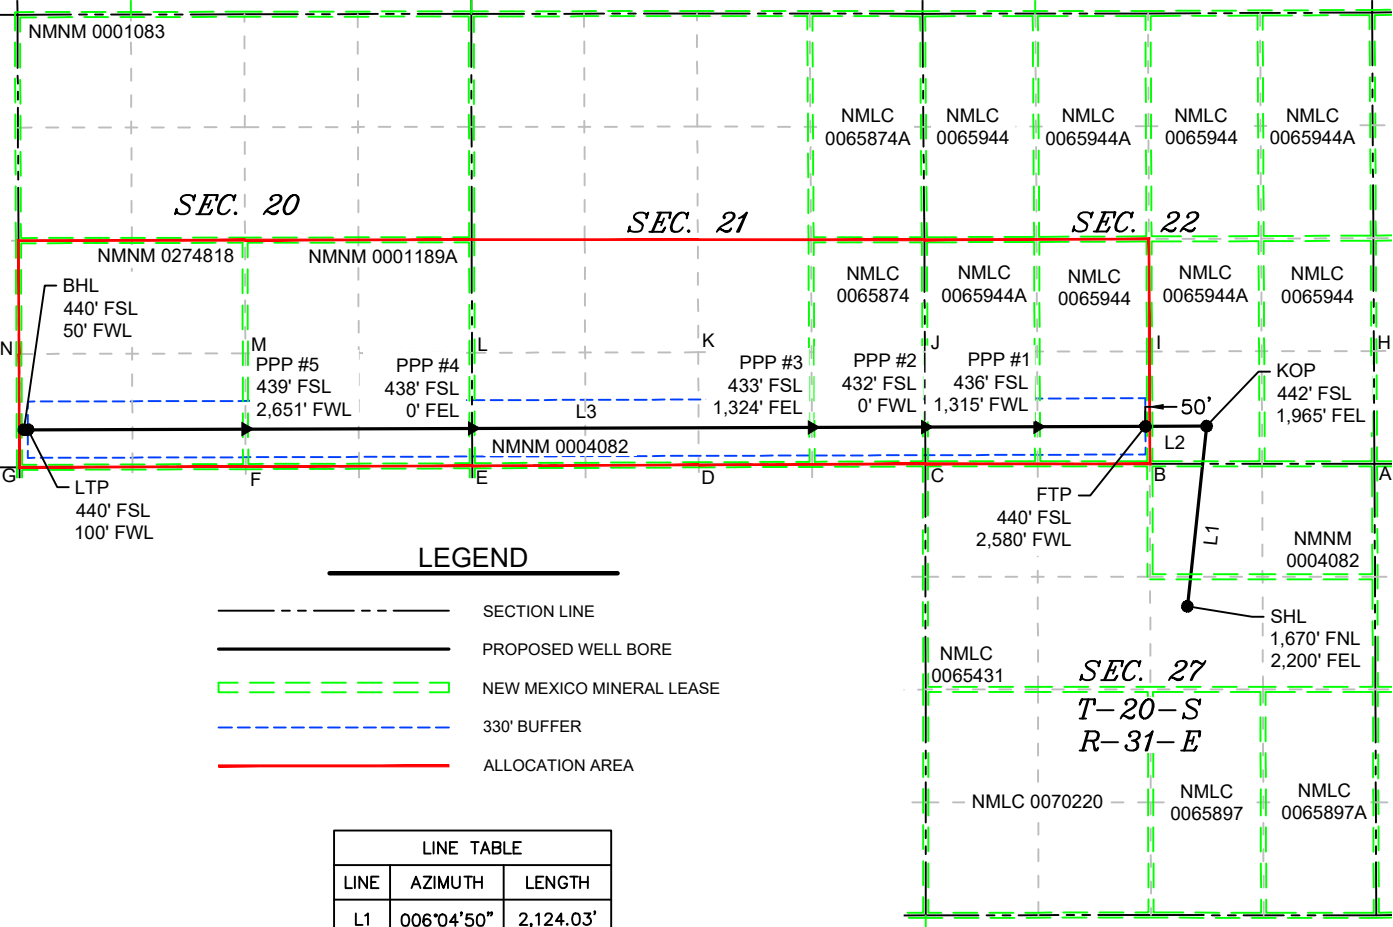 NMNM 0001083
NMLC
0065874A
NMLC
0065944
NMLC
0065944A
NMLC
0065944
NMLC
0065944A
SEC. 20
SEC. 21
SEC. 22
NMNM 0274818
NMNM 0001189A
NMLC
0065874
NMLC
0065944A
NMLC
0065944
NMLC
0065944A
NMLC
0065944
BHL
440' FSL
50' FWL
N
M
L
K
J
I
H
PPP #5
439' FSL
2,651' FWL
PPP #4
438' FSL
0' FEL
PPP #3
433' FSL
1,324' FEL
PPP #2
432' FSL
0' FWL
PPP #1
436' FSL
1,315' FWL
KOP
442' FSL
1,965' FEL
50'
L3
L2
NMNM 0004082
G
F
E
D
C
B
A
LTP
440' FSL
100' FWL
FTP
440' FSL
2,580' FWL
L1
NMNM
0004082
SHL
1,670' FNL
2,200' FEL
NMLC
0065431
SEC. 27
T-20-S
R-31-E
NMLC 0070220
NMLC
0065897
NMLC
0065897A
LEGEND
SECTION LINE
PROPOSED WELL BORE
NEW MEXICO MINERAL LEASE
330' BUFFER
ALLOCATION AREA
LINE TABLE
LINE AZIMUTH LENGTH
L1 006°04'50" 2,124.03'